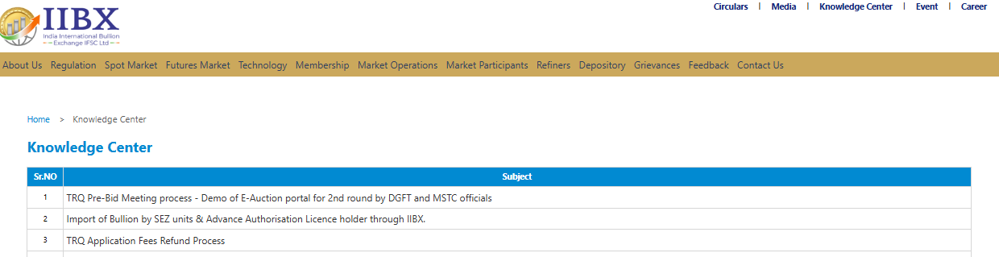 IIBX
India International Bullion
Exchange IFSC Ltd
Circulars | Media | Knowledge Center | Event | Career
About Us Regulation Spot Market Futures Market Technology Membership Market Operations Market Participants Refiners Depository Grievances Feedback Contact Us
Home > Knowledge Center
Knowledge Center
Sr.NO Subject
1 TRQ Pre-Bid Meeting process - Demo of E-Auction portal for 2nd round by DGFT and MSTC officials
2 Import of Bullion by SEZ units & Advance Authorisation Licence holder through IIBX.
3 TRQ Application Fees Refund Process